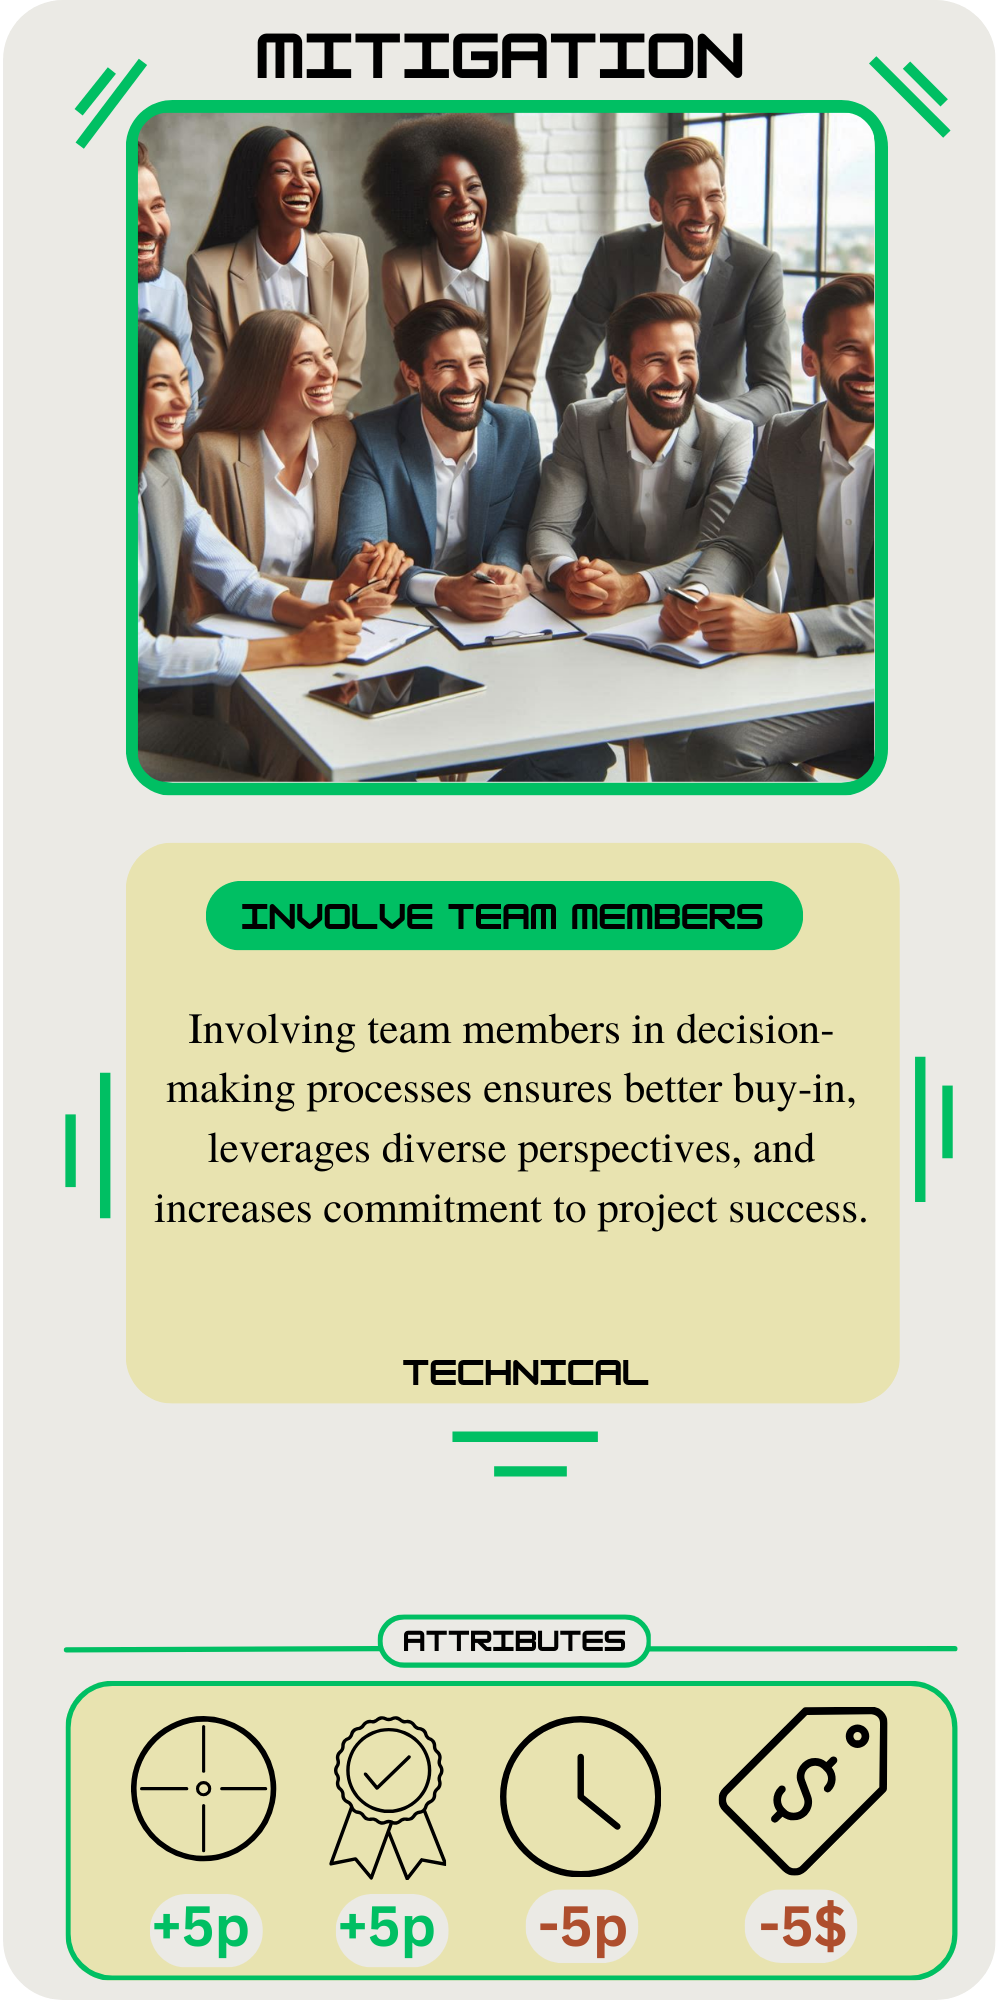 MITIGATION
INVOLVE TEAM MEMBERS
Involving team members in decision-
making processes ensures better buy-in,
leverages diverse perspectives, and
increases commitment to project success.
TECHNICAL
ATTRIBUTES
$
+5p +5p -5p -5$